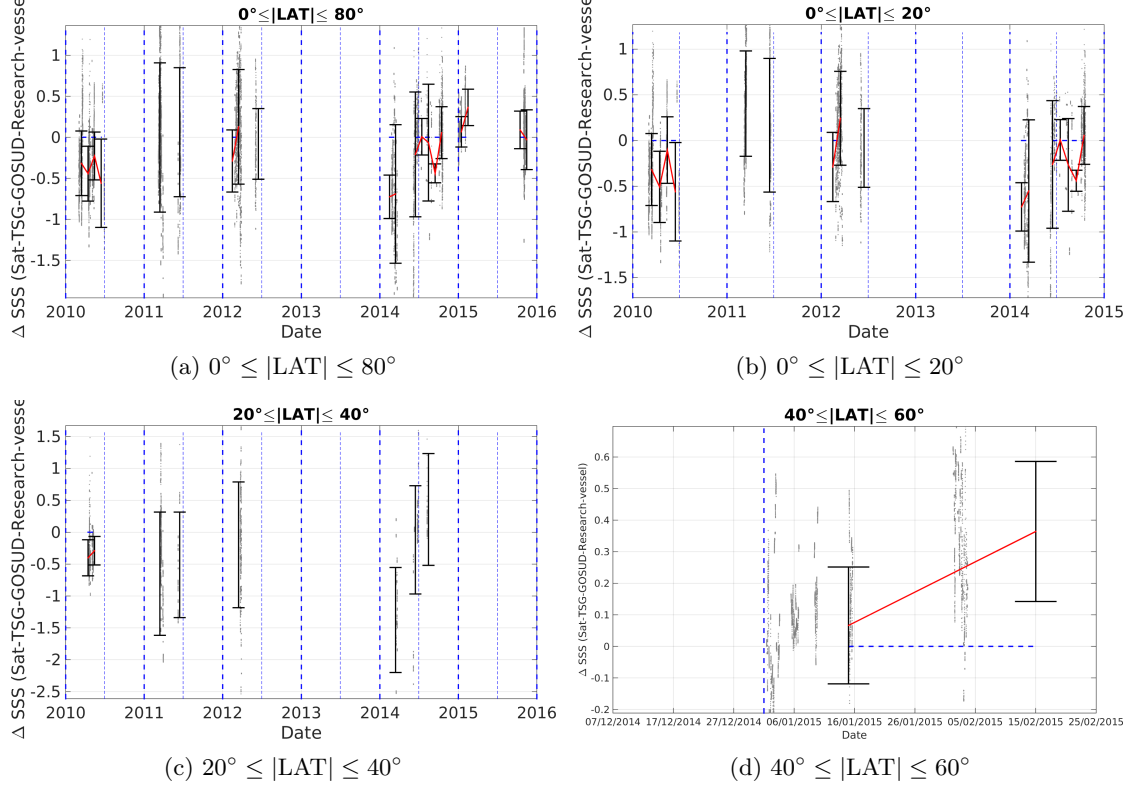 0°≤|LAT|≤ 80°
Δ SSS (Sat-TSG-GOSUD-Research-vessel)
1
0.5
0
-0.5
-1
-1.5
2010 2011 2012 2013 2014 2015 2016
Date
(a) 0° ≤ |LAT| ≤ 80°
0°≤|LAT|≤ 20°
Δ SSS (Sat-TSG-GOSUD-Research-vessel)
1
0.5
0
-0.5
-1
-1.5
2010 2011 2012 2013 2014 2015
Date
(b) 0° ≤ |LAT| ≤ 20°
20°≤|LAT|≤ 40°
Δ SSS (Sat-TSG-GOSUD-Research-vesse
1.5
1
0.5
0
-0.5
-1
-1.5
-2
-2.5
2010 2011 2012 2013 2014 2015 2016
Date
(c) 20° ≤ |LAT| ≤ 40°
40°≤|LAT|≤ 60°
Δ SSS (Sat-TSG-GOSUD-Research-vessel)
0.6
0.5
0.4
0.3
0.2
0.1
0
-0.1
-0.2
07/12/2014 17/12/2014 27/12/2014 06/01/2015 16/01/2015 26/01/2015 05/02/2015 15/02/2015 25/02/2015
Date
(d) 40° ≤ |LAT| ≤ 60°